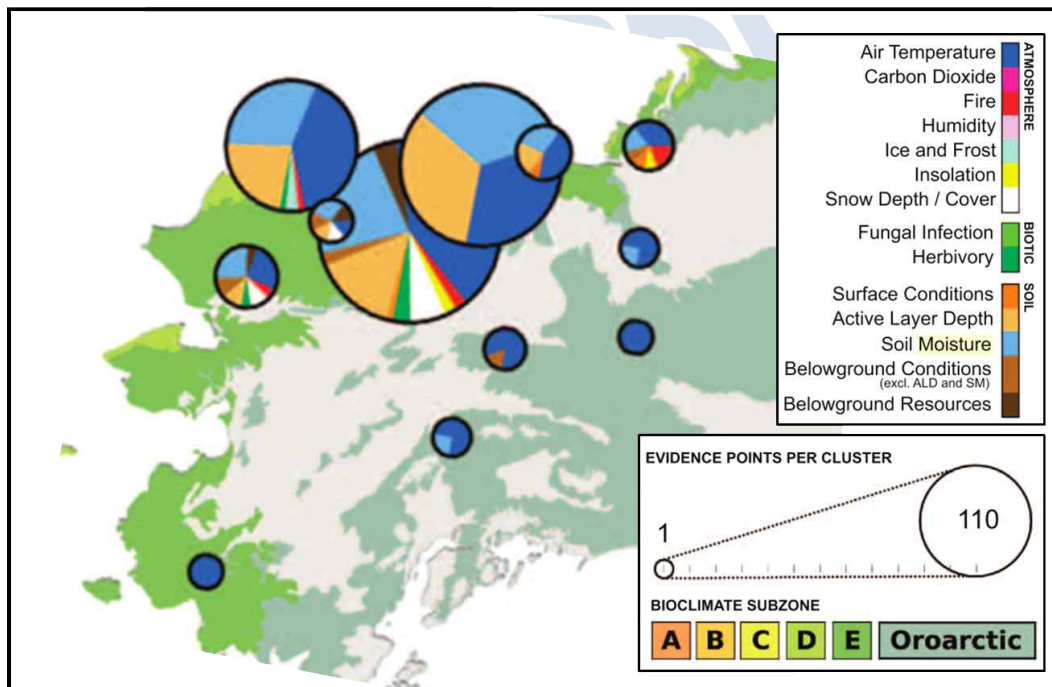 Air Temperature
Carbon Dioxide
Fire
Humidity
Ice and Frost
Insolation
Snow Depth / Cover
ATMOSPHERE
Fungal Infection
Herbivory
BIOTIC
Surface Conditions
Active Layer Depth
Soil Moisture
Belowground Conditions
(excl. ALD and SM)
Belowground Resources
SOIL
EVIDENCE POINTS PER CLUSTER
1
110
BIOCLIMATE SUBZONE
A B C D E Oroarctic